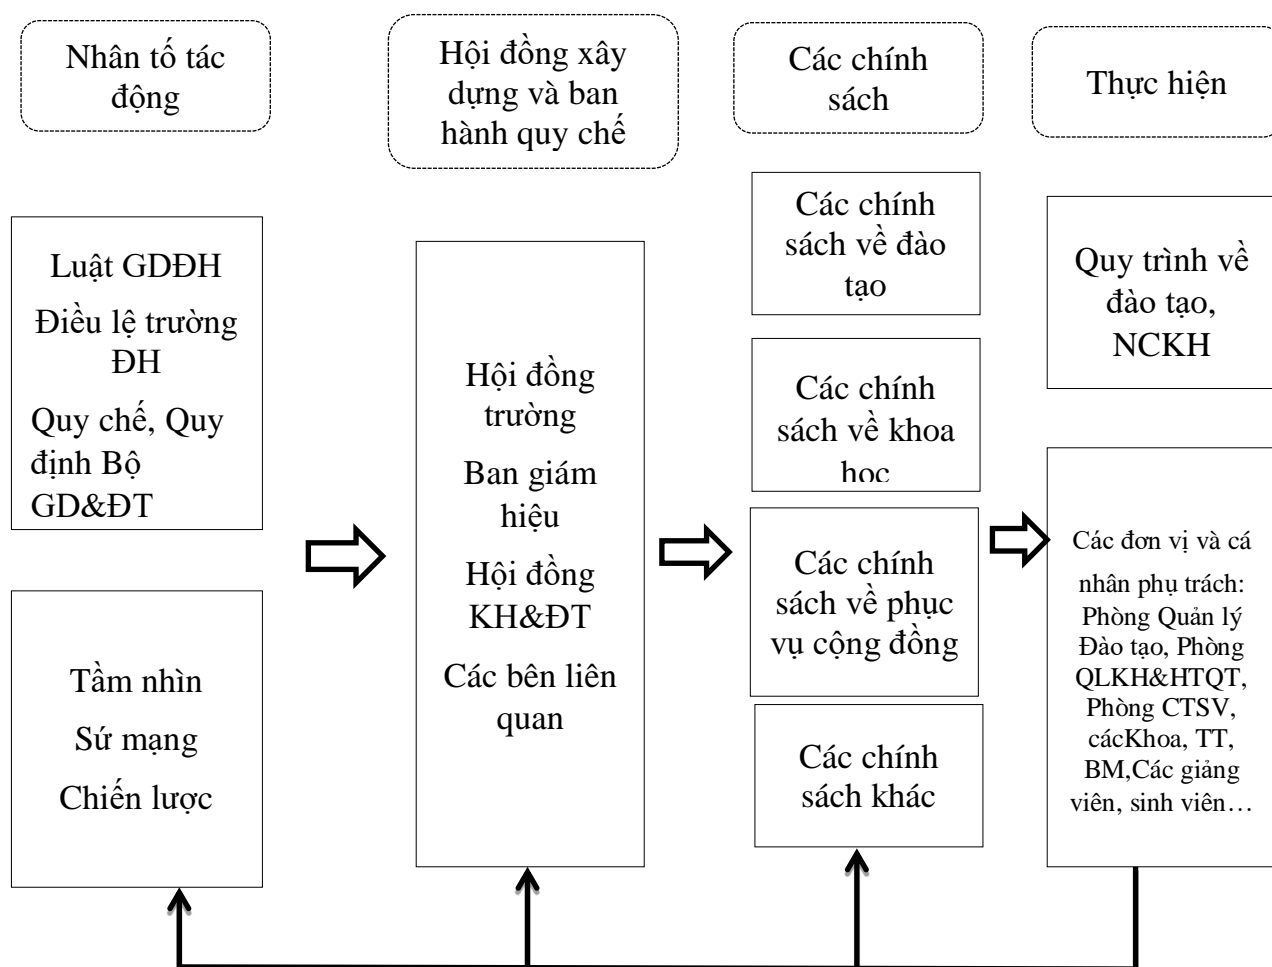 Nhân tố tác
động
Hội đồng xây
dựng và ban
hành quy chế
Các chính
sách
Thực hiện
Luật GDĐH
Điều lệ trường
ĐH
Quy chế, Quy
định Bộ
GD&ĐT
Tầm nhìn
Sứ mạng
Chiến lược
Hội đồng
trường
Ban giám
hiệu
Hội đồng
KH&ĐT
Các bên liên
quan
Các chính
sách về đào
tạo
Các chính
sách về khoa
học
Các chính
sách về phục
vụ cộng đồng
Các chính
sách khác
Quy trình về
đào tạo,
NCKH
Các đơn vị và cá
nhân phụ trách:
Phòng Quản lý
Đào tạo, Phòng
QLKH&HTQT,
Phòng CTSV,
cácKhoa, TT,
BM,Các giảng
viên, sinh viên…